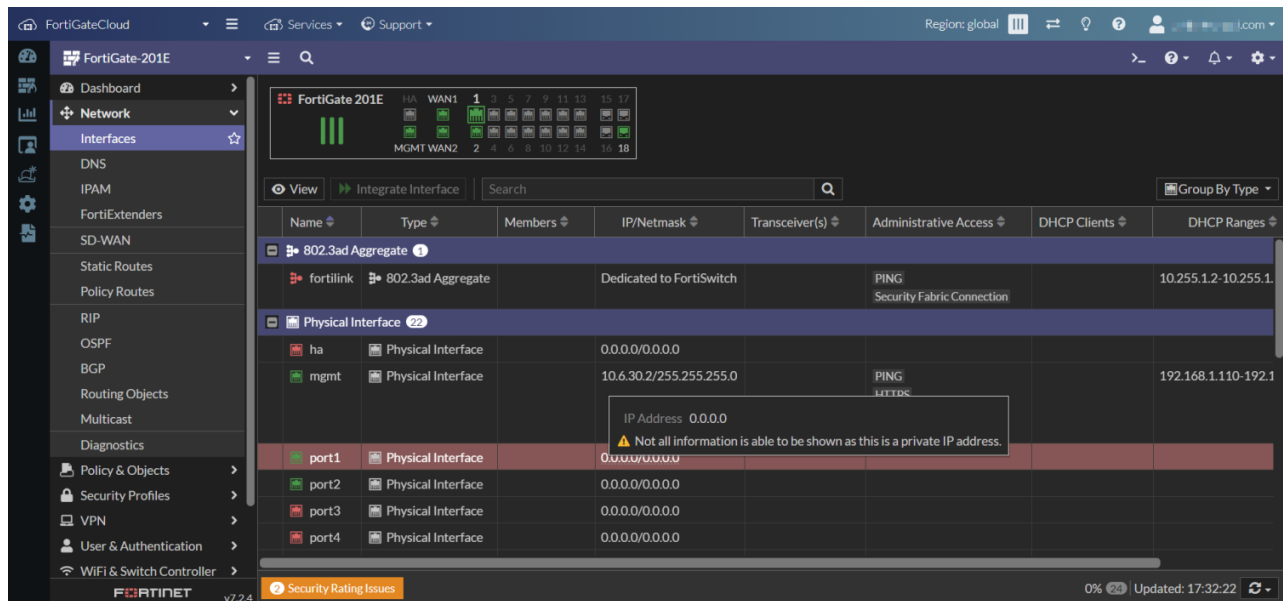 FortiGateCloud
Services
Support
Region: global
.com
FortiGate-201E
Dashboard
Network
Interfaces
DNS
IPAM
FortiExtenders
SD-WAN
Static Routes
Policy Routes
RIP
OSPF
BGP
Routing Objects
Multicast
Diagnostics
Policy & Objects
Security Profiles
VPN
User & Authentication
WiFi & Switch Controller
FORTINET v7.2.4
FortiGate 201E HA WAN1 1 3 5 7 9 11 13 15 17
MGMT WAN2 2 4 6 8 10 12 14 16 18
View Integrate Interface Search Group By Type
Name Type Members IP/Netmask Transceiver(s) Administrative Access DHCP Clients DHCP Ranges
802.3ad Aggregate 1
fortilink 802.3ad Aggregate Dedicated to FortiSwitch PING 10.255.1.2-10.255.1.
Security Fabric Connection
Physical Interface 22
ha Physical Interface 0.0.0.0/0.0.0.0
mgmt Physical Interface 10.6.30.2/255.255.255.0 PING 192.168.1.110-192.1
HTTPS
IP Address 0.0.0.0
Not all information is able to be shown as this is a private IP address.
port1 Physical Interface 0.0.0.0/0.0.0.0
port2 Physical Interface 0.0.0.0/0.0.0.0
port3 Physical Interface 0.0.0.0/0.0.0.0
port4 Physical Interface 0.0.0.0/0.0.0.0
2 Security Rating Issues 0% 24 Updated: 17:32:22